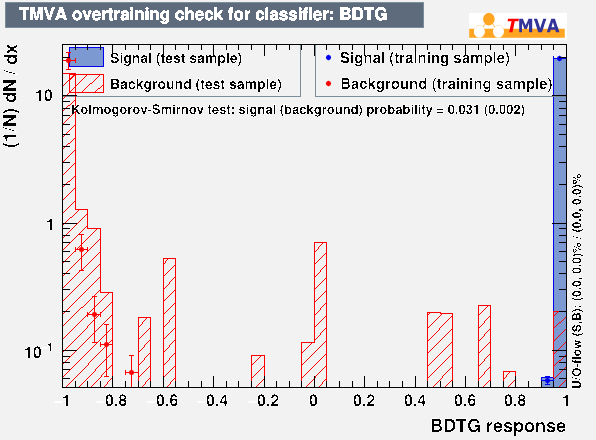 TMVA overtraining check for classifier: BDTG
TMVA
Signal (test sample)
Signal (training sample)
Background (test sample)
Background (training sample)
Kolmogorov-Smirnov test: signal (background) probability = 0.031 (0.002)
(1/N) dN / dx
10
1
10⁻¹
U/O-flow (S,B): (0.0, 0.0)% / (0.0, 0.0)%
-1 -0.8 -0.6 -0.4 -0.2 0 0.2 0.4 0.6 0.8 1
BDTG response